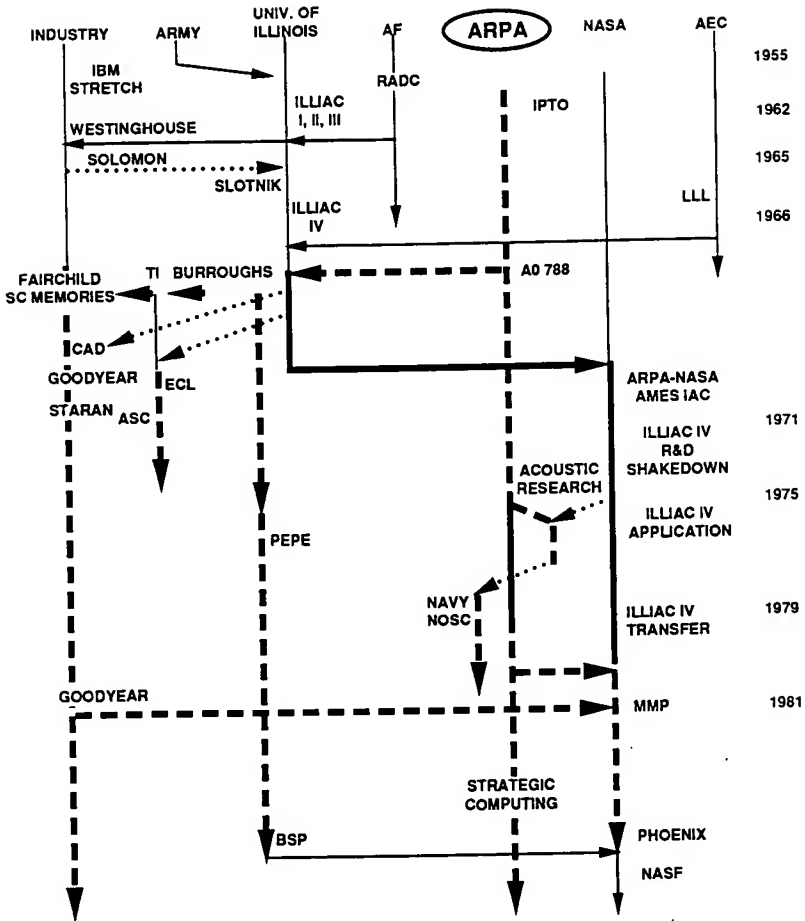 UNIV. OF
ILLINOIS
INDUSTRY
ARMY
AF
ARPA
NASA
AEC
1955
IBM
STRETCH
RADC
ILLIAC
I, II, III
IPTO
1962
WESTINGHOUSE
SOLOMON
1965
SLOTNIK
ILLIAC
IV
LLL
1966
FAIRCHILD
SC MEMORIES
TI
BURROUGHS
A0 788
CAD
GOODYEAR
ECL
STARAN
ASC
ARPA-NASA
AMES IAC
1971
ILLIAC IV
R&D
SHAKEDOWN
ACOUSTIC
RESEARCH
1975
ILLIAC IV
APPLICATION
PEPE
NAVY
NOSC
ILLIAC IV
TRANSFER
1979
GOODYEAR
MMP
1981
STRATEGIC
COMPUTING
BSP
PHOENIX
NASF